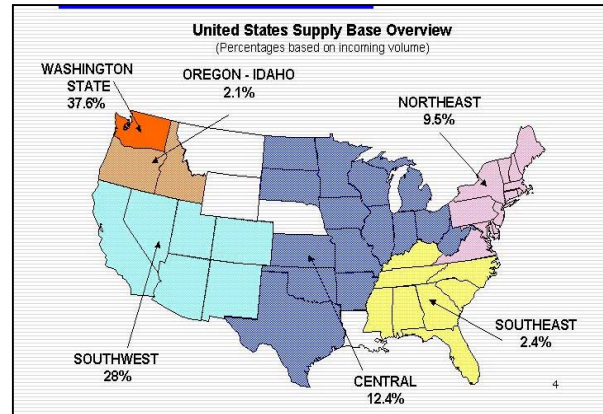 United States Supply Base Overview
(Percentages based on incoming volume)
WASHINGTON
STATE
37.6%
OREGON - IDAHO
2.1%
NORTHEAST
9.5%
SOUTHWEST
28%
CENTRAL
12.4%
SOUTHEAST
2.4%
4